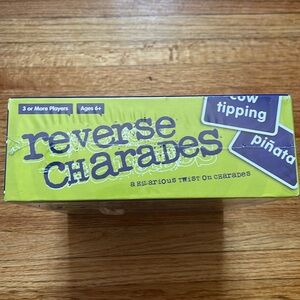 3 or More Players Ages 6+
reverse
CHaRaDes
a HiLaRious TWiST On CHaRaDes
cow
tipping
piñata